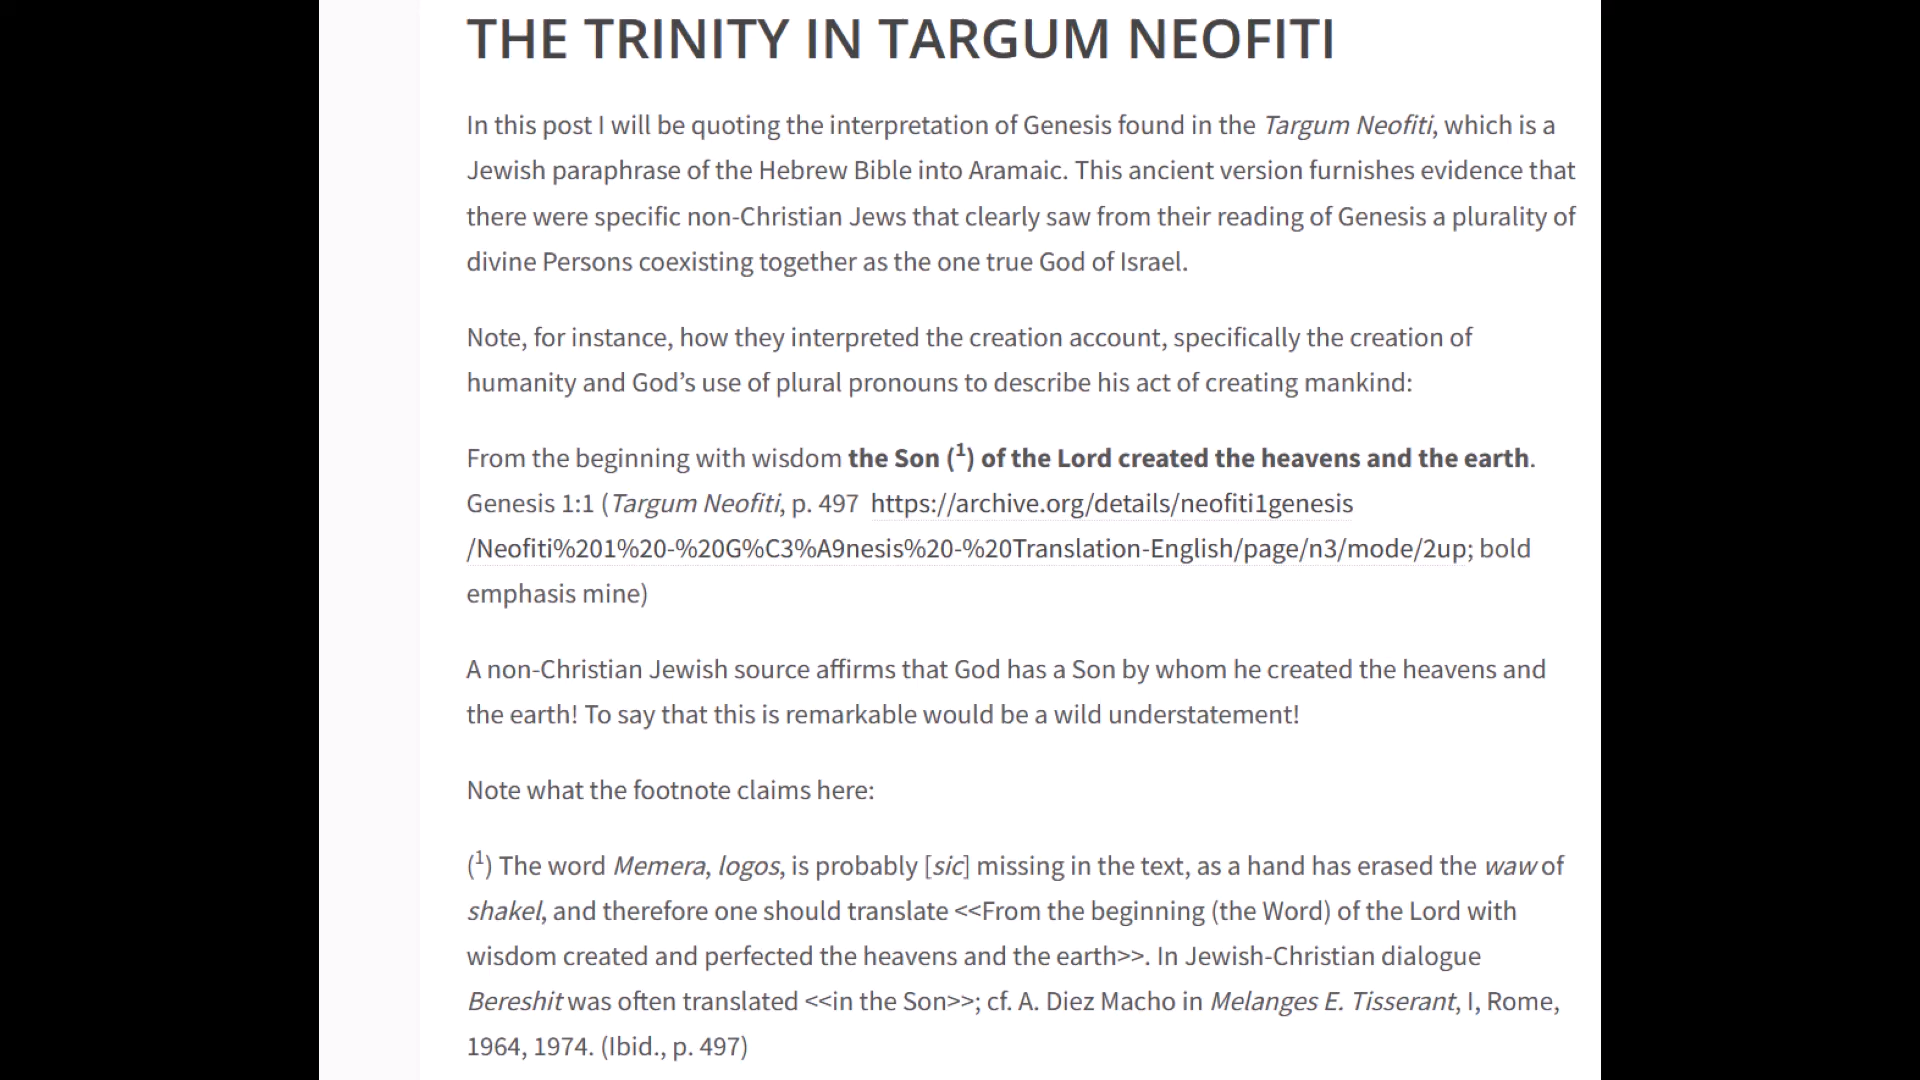 THE TRINITY IN TARGUM NEOFITI
In this post I will be quoting the interpretation of Genesis found in the Targum Neofiti, which is a
Jewish paraphrase of the Hebrew Bible into Aramaic. This ancient version furnishes evidence that
there were specific non-Christian Jews that clearly saw from their reading of Genesis a plurality of
divine Persons coexisting together as the one true God of Israel.
Note, for instance, how they interpreted the creation account, specifically the creation of
humanity and God’s use of plural pronouns to describe his act of creating mankind:
From the beginning with wisdom the Son (1) of the Lord created the heavens and the earth.
Genesis 1:1 (Targum Neofiti, p. 497 https://archive.org/details/neofiti1genesis
/Neofiti%201%20-%20G%C3%A9nesis%20-%20Translation-English/page/n3/mode/2up; bold
emphasis mine)
A non-Christian Jewish source affirms that God has a Son by whom he created the heavens and
the earth! To say that this is remarkable would be a wild understatement!
Note what the footnote claims here:
(1) The word Memera, logos, is probably [sic] missing in the text, as a hand has erased the waw of
shakel, and therefore one should translate <<From the beginning (the Word) of the Lord with
wisdom created and perfected the heavens and the earth>>. In Jewish-Christian dialogue
Bereshit was often translated <<in the Son>>; cf. A. Diez Macho in Melanges E. Tisserant, I, Rome,
1964, 1974. (Ibid., p. 497)